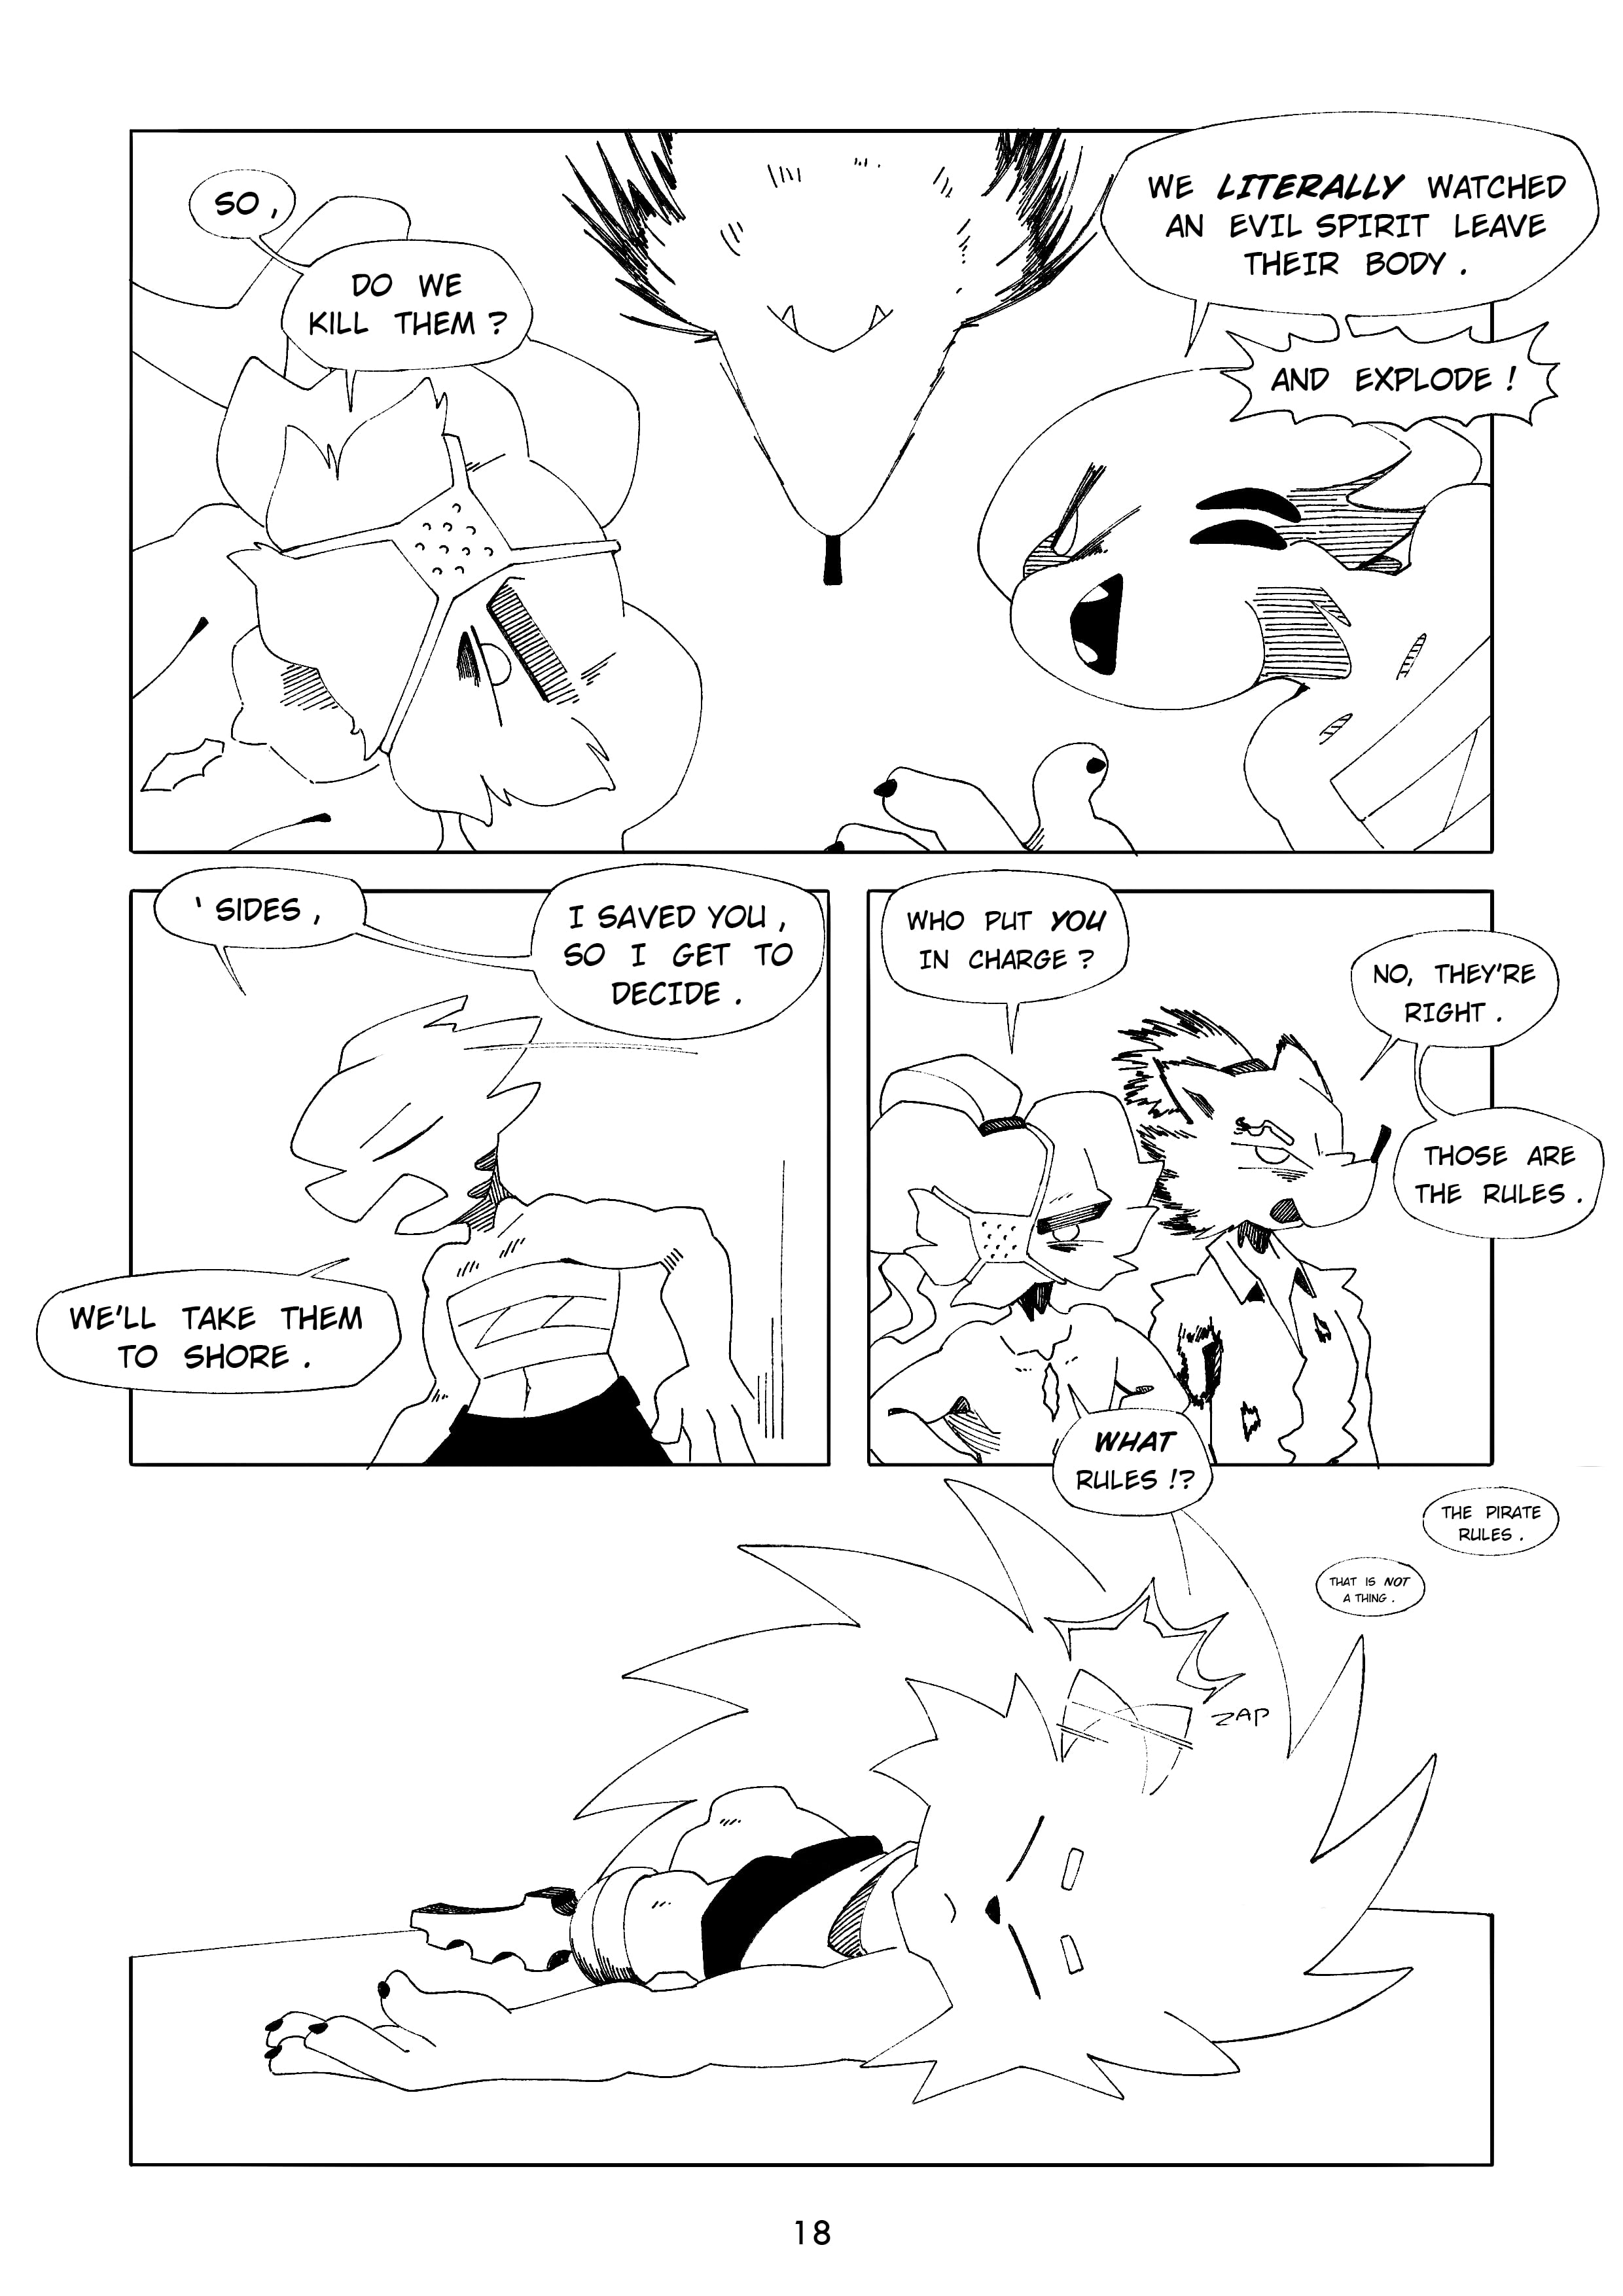 SO,
DO WE
KILL THEM?
WE LITERALLY WATCHED
AN EVIL SPIRIT LEAVE
THEIR BODY.
AND EXPLODE!
'SIDES,
I SAVED YOU,
SO I GET TO
DECIDE.
WE'LL TAKE THEM
TO SHORE.
WHO PUT YOU
IN CHARGE?
NO, THEY'RE
RIGHT.
THOSE ARE
THE RULES.
WHAT
RULES!?
THE PIRATE
RULES.
THAT IS NOT
A THING.
ZAP
18